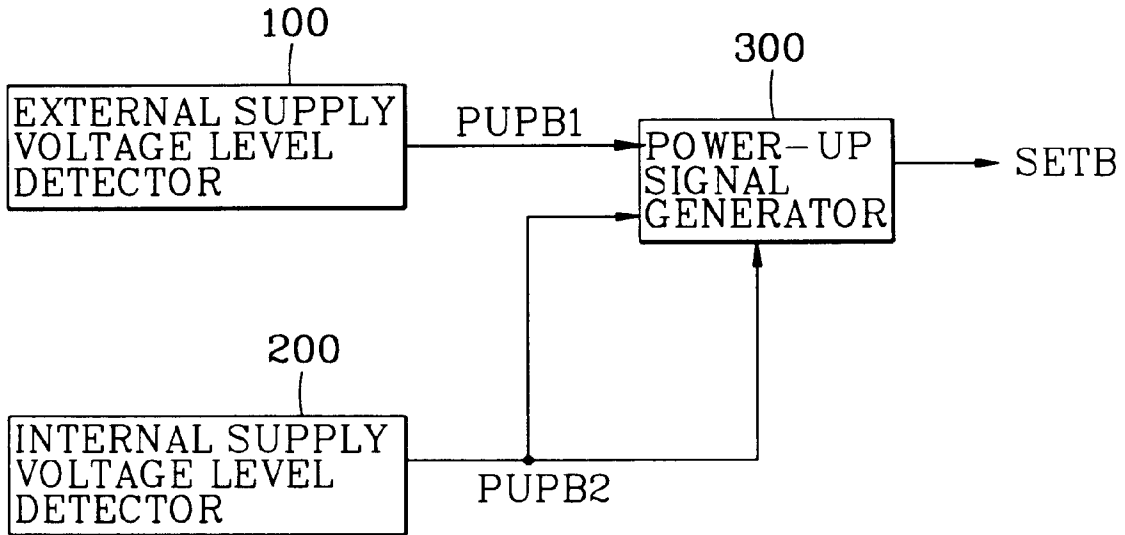 100
EXTERNAL SUPPLY
VOLTAGE LEVEL
DETECTOR
PUPB1
300
POWER-UP
SIGNAL
GENERATOR
SETB
200
INTERNAL SUPPLY
VOLTAGE LEVEL
DETECTOR
PUPB2